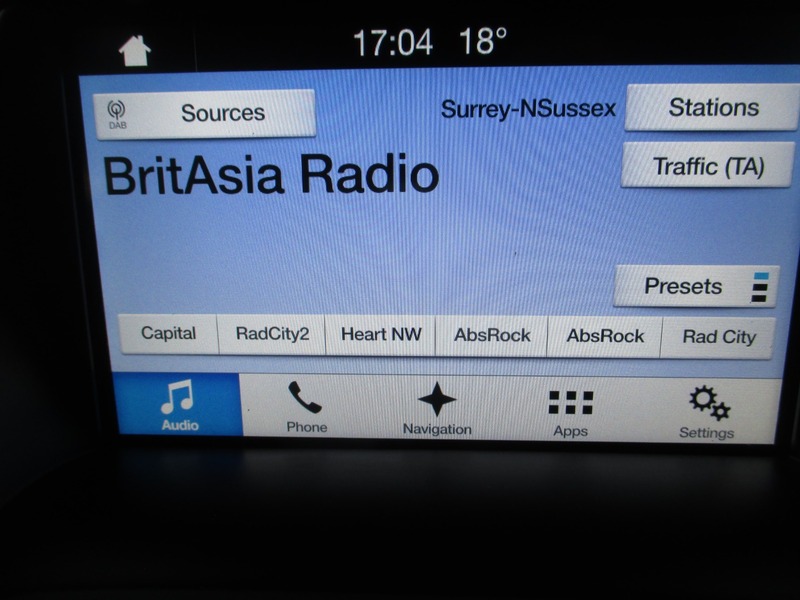 17:04 18°
DAB Sources Surrey-NSussex Stations
BritAsia Radio
Traffic (TA)
Presets
Capital RadCity2 Heart NW AbsRock AbsRock Rad City
Audio Phone Navigation Apps Settings